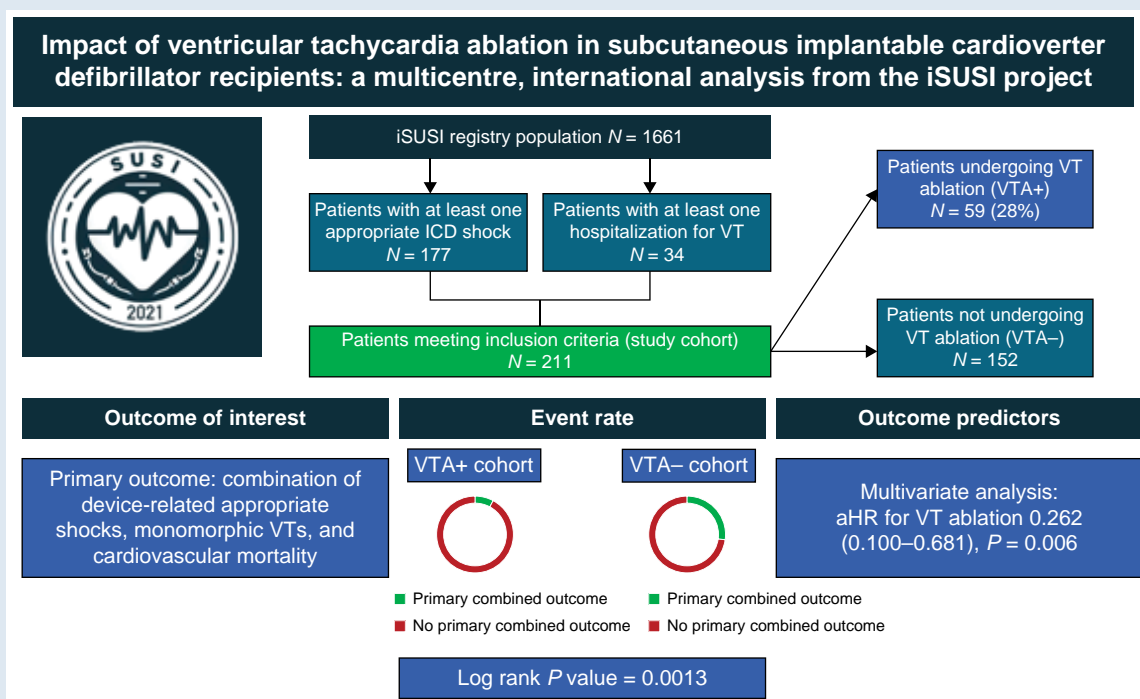 Impact of ventricular tachycardia ablation in subcutaneous implantable cardioverter
defibrillator recipients: a multicentre, international analysis from the iSUSI project
SUSI
2021
iSUSI registry population N = 1661
Patients with at least one
appropriate ICD shock
N = 177
Patients with at least one
hospitalization for VT
N = 34
Patients meeting inclusion criteria (study cohort)
N = 211
Patients undergoing VT
ablation (VTA+)
N = 59 (28%)
Patients not undergoing
VT ablation (VTA–)
N = 152
Outcome of interest
Primary outcome: combination of
device-related appropriate
shocks, monomorphic VTs, and
cardiovascular mortality
Event rate
VTA+ cohort
Primary combined outcome
No primary combined outcome
VTA– cohort
Primary combined outcome
No primary combined outcome
Log rank P value = 0.0013
Outcome predictors
Multivariate analysis:
aHR for VT ablation 0.262
(0.100–0.681), P = 0.006